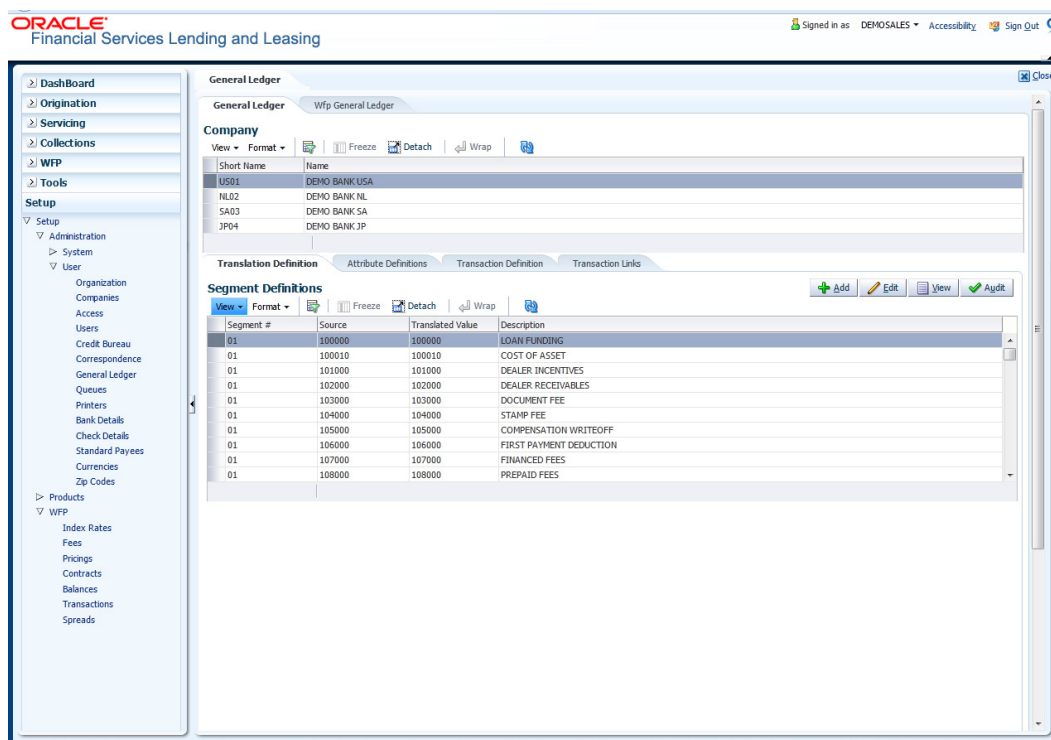 ORACLE
Financial Services Lending and Leasing
Signed in as DEMOSALES Accessibility Sign Out
DashBoard
Origination
Servicing
Collections
WFP
Tools
Setup
Setup
Administration
System
User
Organization
Companies
Access
Users
Credit Bureau
Correspondence
General Ledger
Queues
Printers
Bank Details
Check Details
Standard Payees
Currencies
Zip Codes
Products
WFP
Index Rates
Fees
Pricings
Contracts
Balances
Transactions
Spreads
General Ledger Close
General Ledger Wfp General Ledger
Company
View Format Freeze Detach Wrap
Short Name Name
US01 DEMO BANK USA
NL02 DEMO BANK NL
SA03 DEMO BANK SA
JP04 DEMO BANK JP
Translation Definition Attribute Definitions Transaction Definition Transaction Links
Segment Definitions Add Edit View Audit
View Format Freeze Detach Wrap
Segment # Source Translated Value Description
01 100000 100000 LOAN FUNDING
01 100010 100010 COST OF ASSET
01 101000 101000 DEALER INCENTIVES
01 102000 102000 DEALER RECEIVABLES
01 103000 103000 DOCUMENT FEE
01 104000 104000 STAMP FEE
01 105000 105000 COMPENSATION WRITEOFF
01 106000 106000 FIRST PAYMENT DEDUCTION
01 107000 107000 FINANCED FEES
01 108000 108000 PREPAID FEES